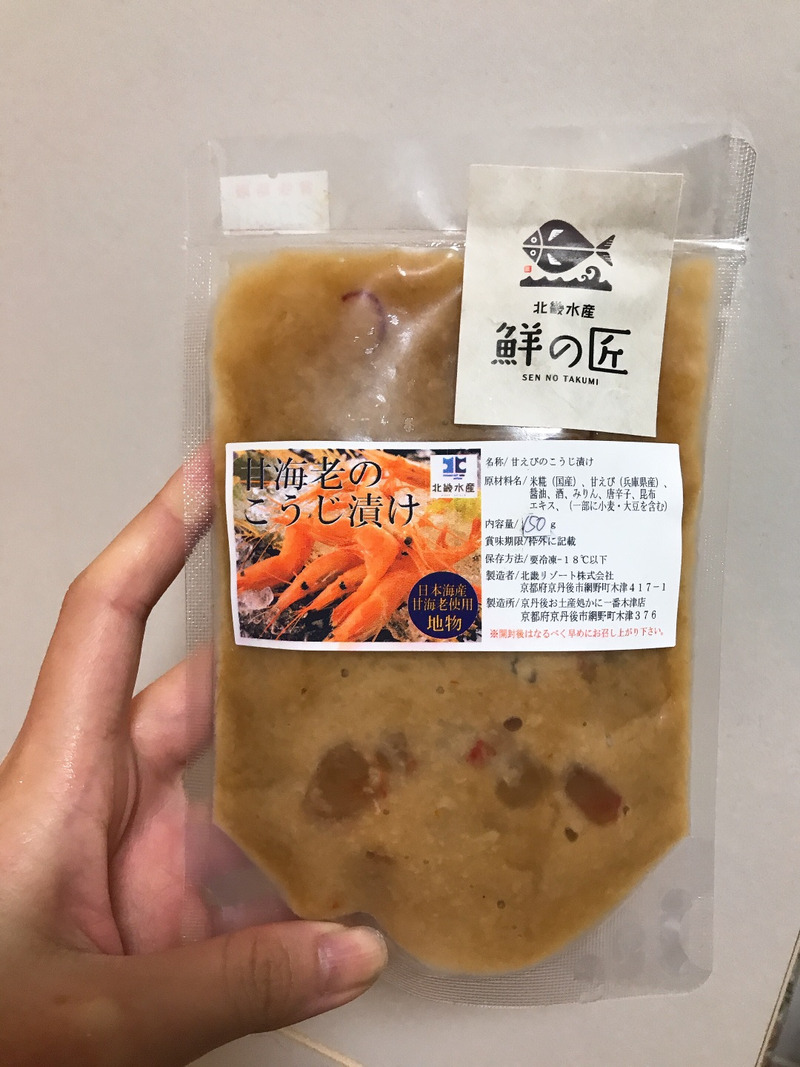 北畿水産
鮮の匠
SEN NO TAKUMI
甘海老の
こうじ漬け
北畿水産
日本海産
甘海老使用
地物
名称/ 甘えびのこうじ漬け
原材料名/ 米糀（国産）、甘えび（兵庫県産）、
醤油、酒、みりん、唐辛子、昆布
エキス、（一部に小麦・大豆を含む）
内容量/ 150 g
賞味期限/枠外に記載
保存方法/要冷凍-18℃以下
製造者/北畿リゾート株式会社
京都府京丹後市網野町木津417-1
製造所/京丹後お土産処かに一番木津店
京都府京丹後市網野町木津376
※開封後はなるべく早めにお召し上がり下さい。